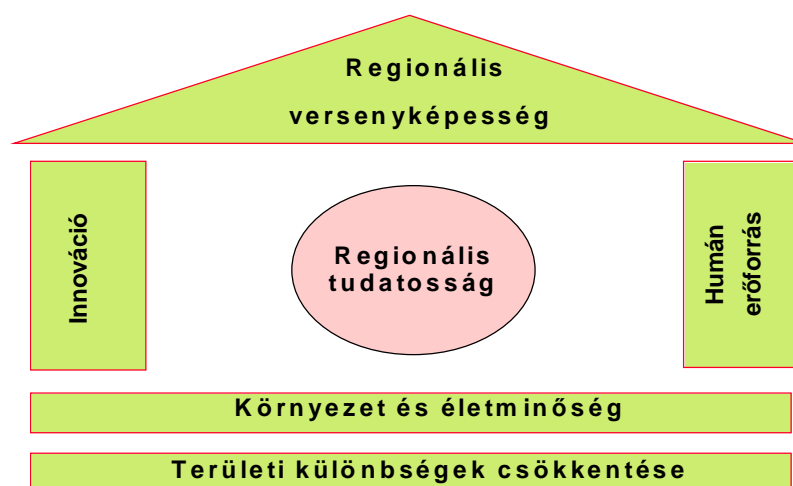 Regionális
versenyképesség
Innováció
Regionális
tudatosság
Humán
erőforrás
Környezet és életminőség
Területi különbségek csökkentése